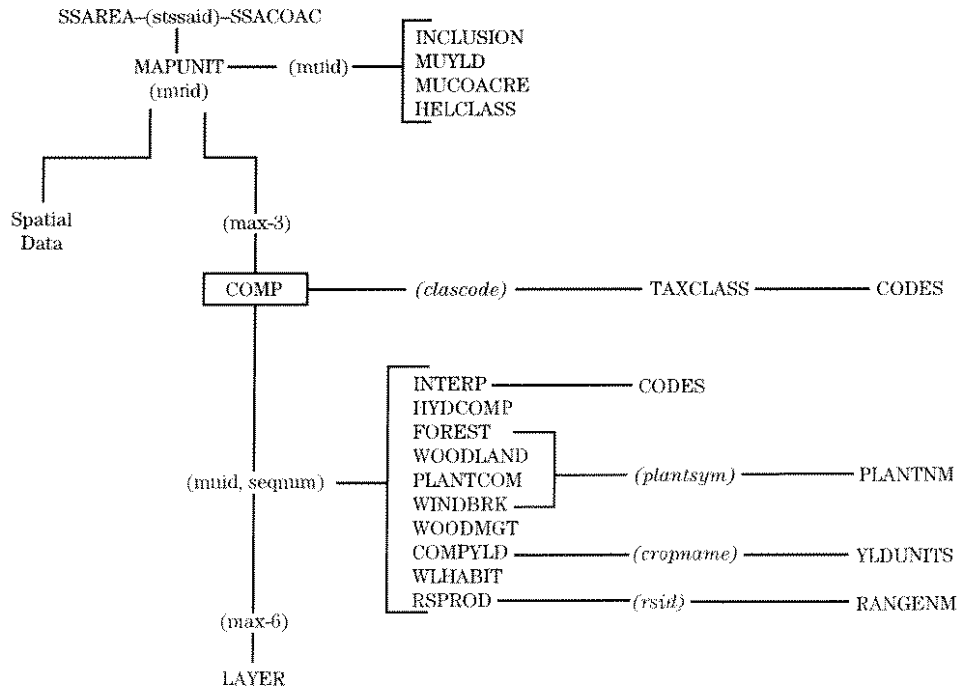 SSAREA–(stssaid)–SSACOAC
MAPUNIT (muid)
(muid)
INCLUSION
MUYLD
MUCOACRE
HELCLASS
Spatial
Data
(max-3)
COMP (clascode) TAXCLASS CODES
INTERP CODES
HYDCOMP
FOREST
WOODLAND
(muid, seqnum) PLANTCOM (plantsym) PLANTNM
WINDBRK
WOODMGT
COMPYLD (cropname) YLDUNITS
WLHABIT
RSPROD (rsid) RANGENM
(max-6)
LAYER